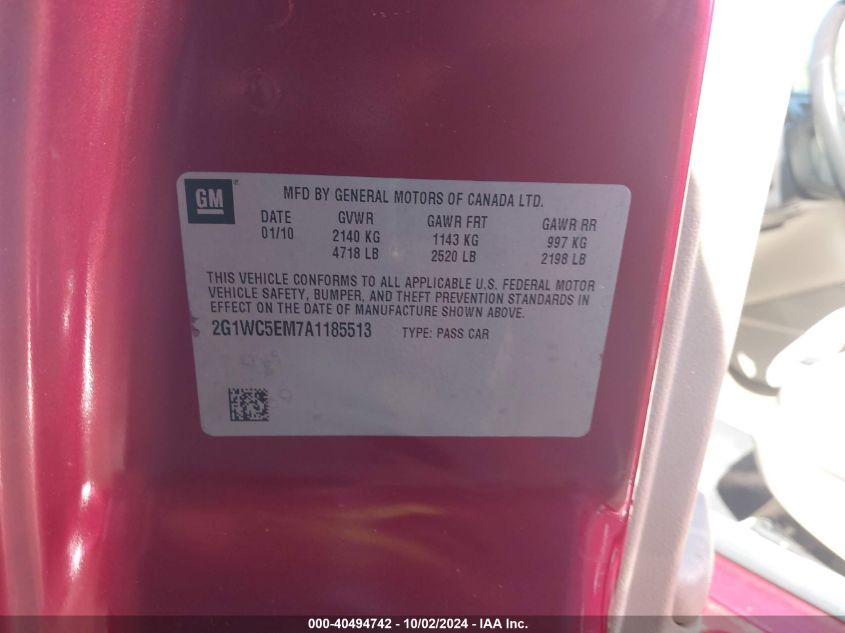 GM
MFD BY GENERAL MOTORS OF CANADA LTD.
DATE GVWR GAWR FRT GAWR RR
01/10 2140 KG 1143 KG 997 KG
4718 LB 2520 LB 2198 LB
THIS VEHICLE CONFORMS TO ALL APPLICABLE U.S. FEDERAL MOTOR
VEHICLE SAFETY, BUMPER, AND THEFT PREVENTION STANDARDS IN
EFFECT ON THE DATE OF MANUFACTURE SHOWN ABOVE.
2G1WC5EM7A1185513 TYPE: PASS CAR
000-40494742 - 10/02/2024 - IAA Inc.